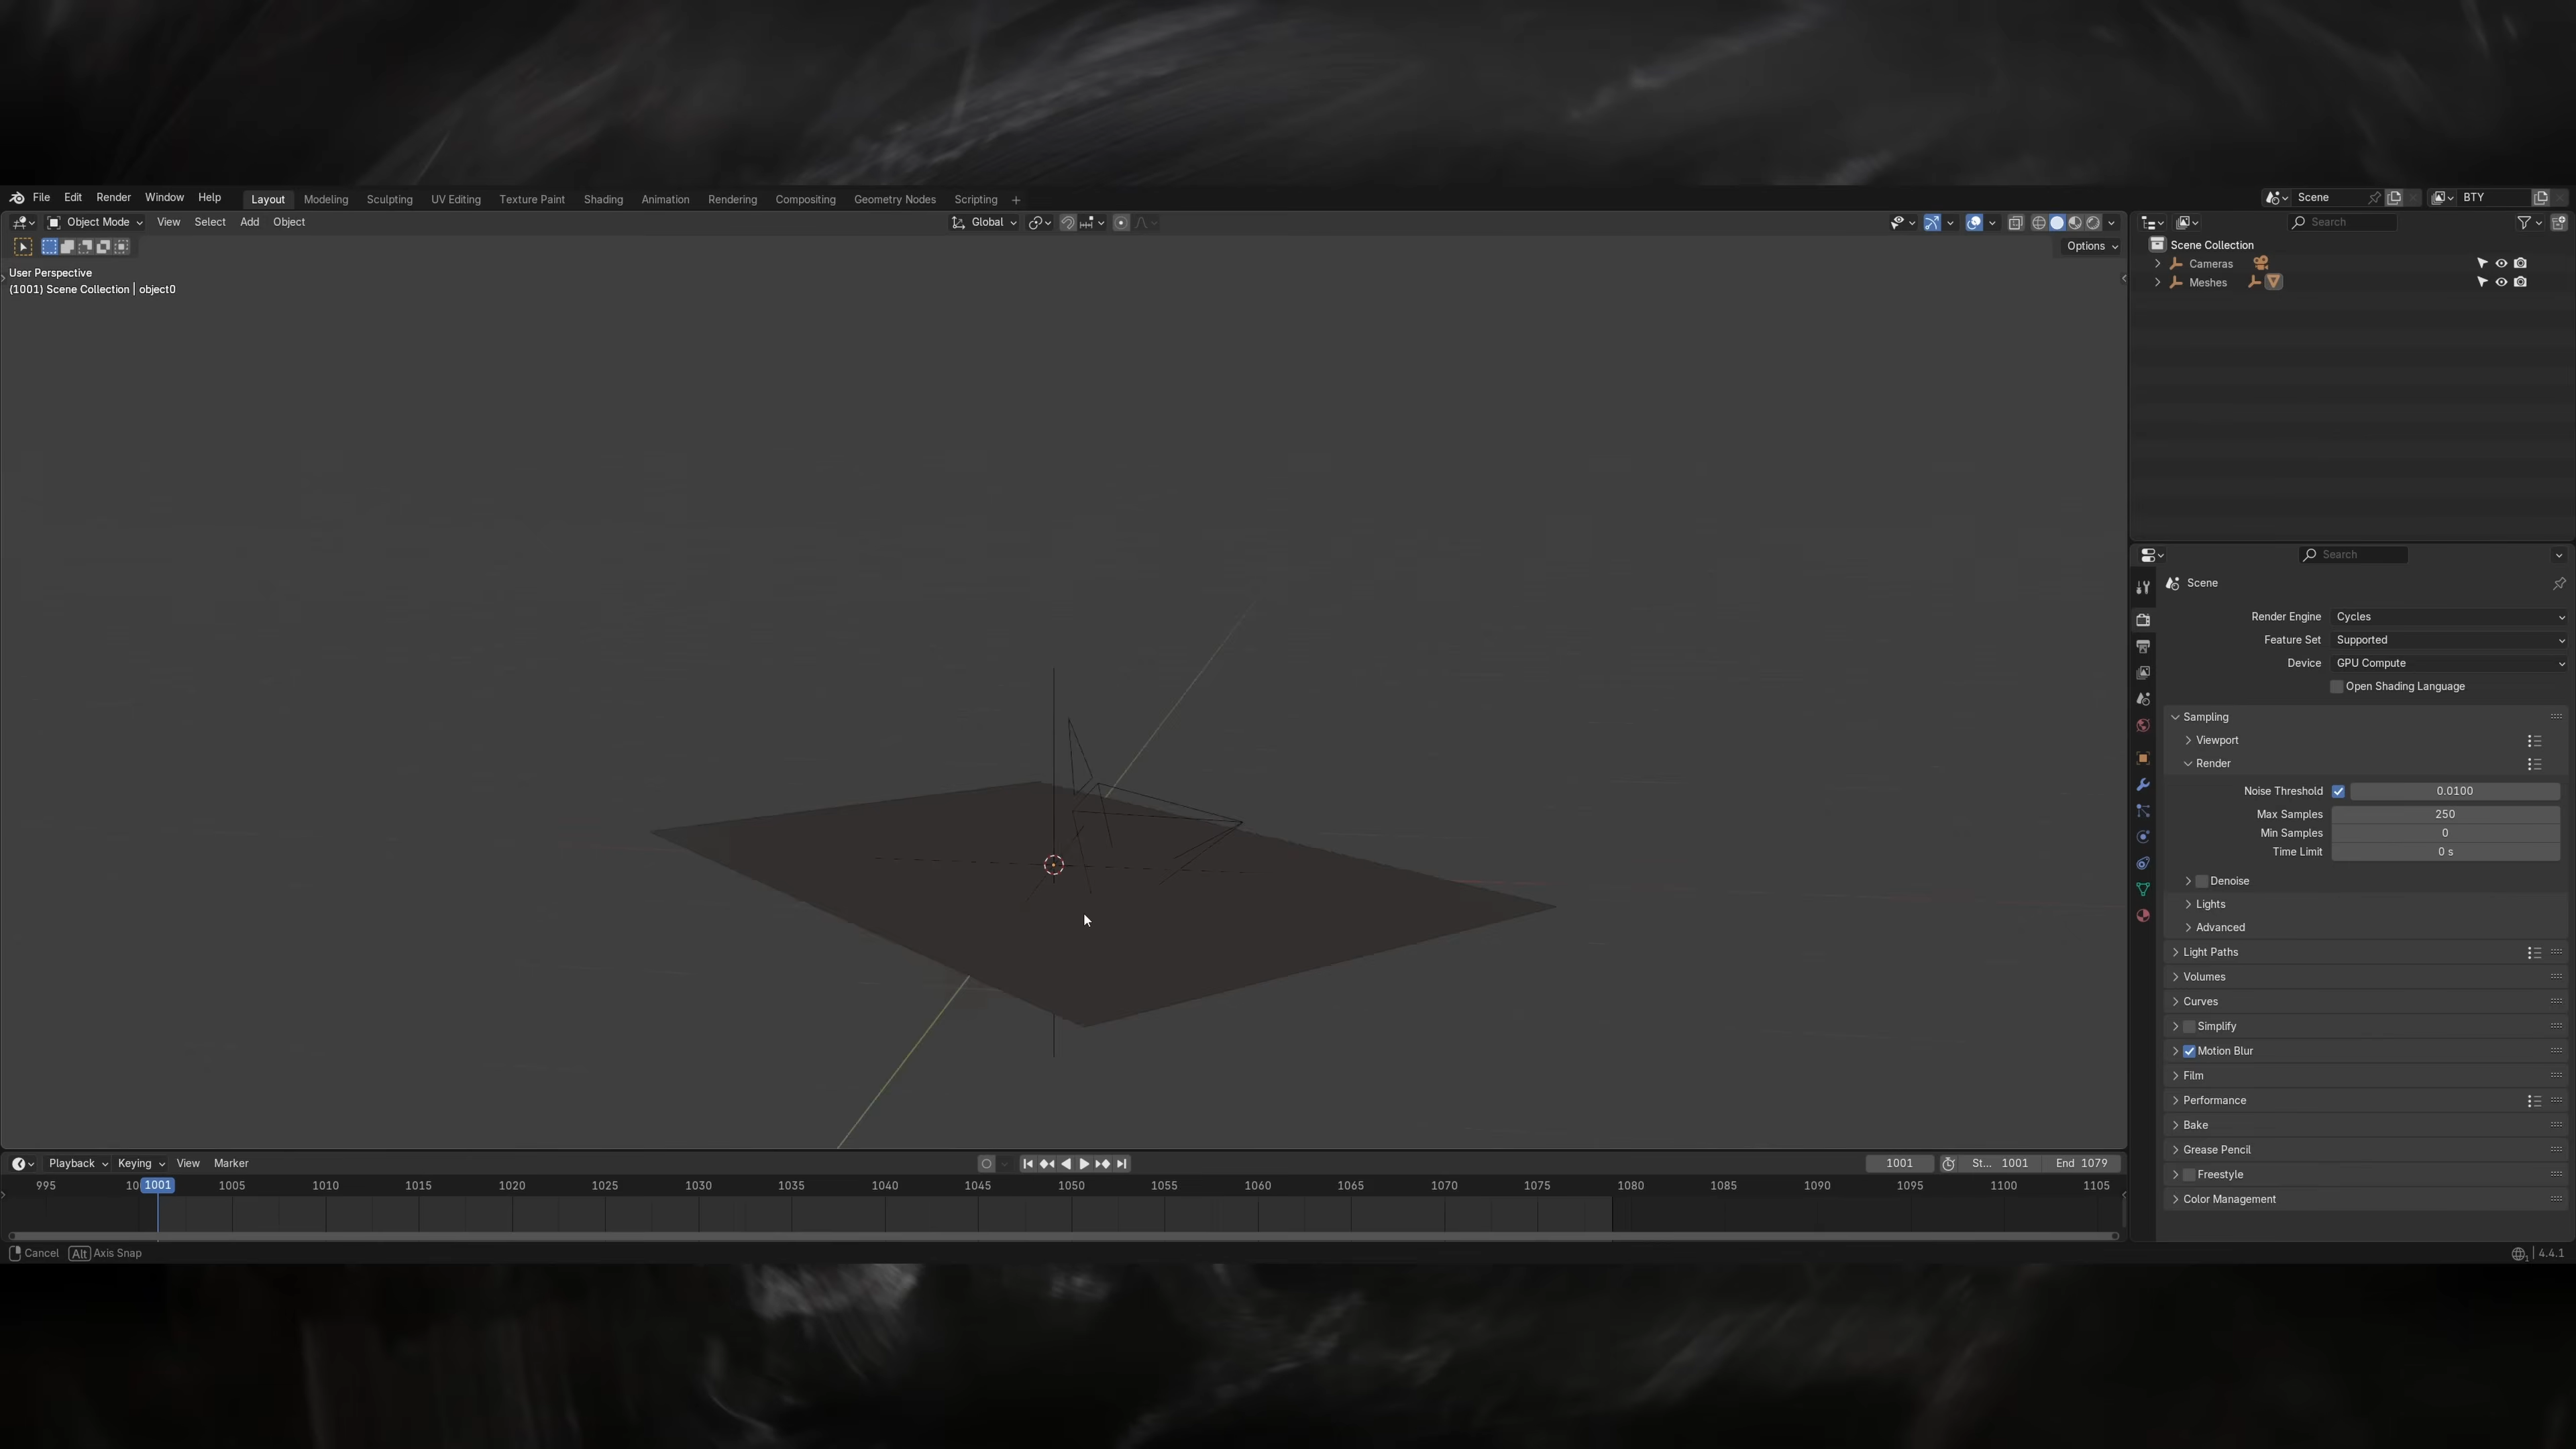 File Edit Render Window Help Layout Modeling Sculpting UV Editing Texture Paint Shading Animation Rendering Compositing Geometry Nodes Scripting + Scene BTY
Object Mode View Select Add Object Global Search
Options
User Perspective
(1001) Scene Collection | object0
Scene Collection
Cameras
Meshes
Search
Scene
Render Engine Cycles
Feature Set Supported
Device GPU Compute
Open Shading Language
Sampling
Viewport
Render
Noise Threshold 0.0100
Max Samples 250
Min Samples 0
Time Limit 0 s
Denoise
Lights
Advanced
Light Paths
Volumes
Curves
Simplify
Motion Blur
Film
Performance
Bake
Grease Pencil
Freestyle
Color Management
Playback Keying View Marker 1001 St... 1001 End 1079
995 10 1001 1005 1010 1015 1020 1025 1030 1035 1040 1045 1050 1055 1060 1065 1070 1075 1080 1085 1090 1095 1100 1105
Cancel Alt Axis Snap 4.4.1